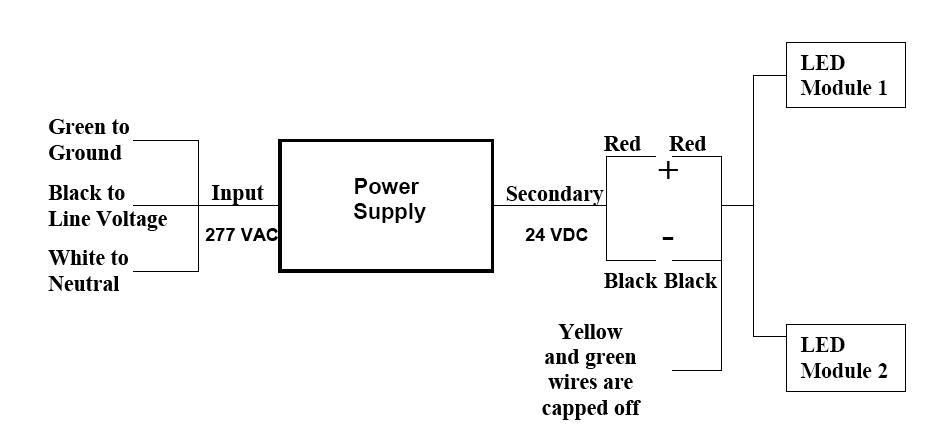 LED
Module 1
Green to
Ground
Black to
Line Voltage
White to
Neutral
Input
277 VAC
Power
Supply
Secondary
24 VDC
Red Red
+
-
Black Black
Yellow
and green
wires are
capped off
LED
Module 2